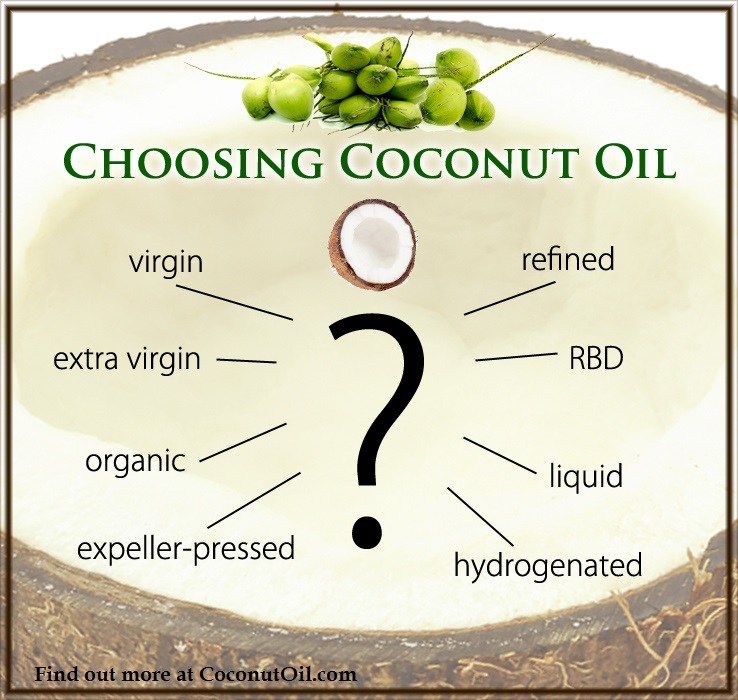 CHOOSING COCONUT OIL
virgin
refined
extra virgin
RBD
organic
liquid
expeller-pressed
hydrogenated
?
Find out more at CoconutOil.com